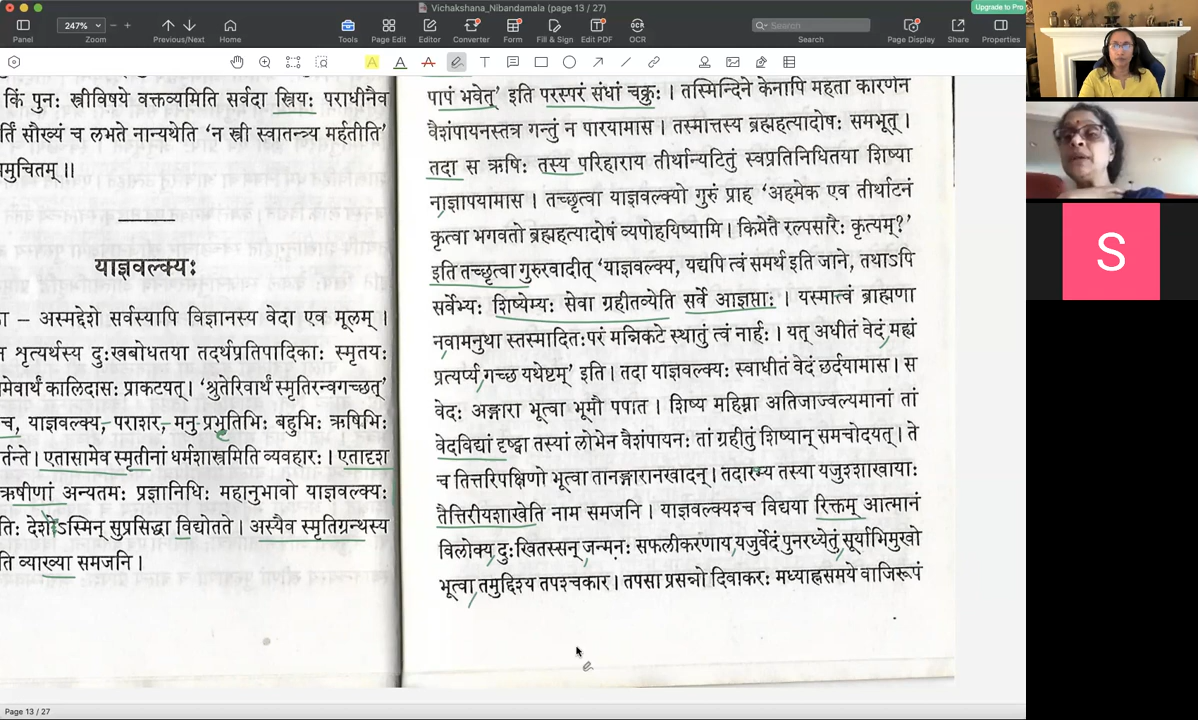 Vichakshana_Nibandamala (page 13 / 27)
Upgrade to Pro
247%
Panel
Zoom
Previous/Next
Home
Tools
Page Edit
Editor
Converter
Form
Fill & Sign
Edit PDF
OCR
OCR
Search
Search
Page Display
Share
Properties
किं पुनः स्त्रीविषये वक्तव्यमिति सर्वदा स्त्रियः पराधीनैव
सौख्यं च लभते नान्यथेति 'न स्त्री स्वातन्त्र्य मर्हतीति'
मुचितम् ॥
याज्ञवल्क्यः
– अस्मद्देशे सर्वस्यापि विज्ञानस्य वेदा एव मूलम् ।
श्रृत्यर्थस्य दुःखबोधतया तदर्थप्रतिपादिकाः स्मृतयः
मेवार्थं कालिदासः प्राकटयत् । 'श्रुतेरिवार्थं स्मृतिरन्वगच्छत्'
च, याज्ञवल्क्य, पराशर, मनु प्रभृतिभिः बहुभिः ऋषिभिः
र्तन्ते । एतासामेव स्मृतीनां धर्मशास्त्रमिति व्यवहारः । एतादृश
ऋषीणां अन्यतमः प्रज्ञानिधिः महानुभावो याज्ञवल्क्यः
तिः देशेऽस्मिन् सुप्रसिद्धा विद्योतते । अस्यैव स्मृतिग्रन्थस्य
ति व्याख्या समजनि ।
पापं भवेत्' इति परस्परं संधां चक्रुः । तस्मिन्दिने केनापि महता कारणेन
वैशंपायनस्तत्र गन्तुं न पारयामास । तस्मात्तस्य ब्रह्महत्यादोषः समभूत् ।
तदा स ऋषिः तस्य परिहाराय तीर्थान्यटितुं स्वप्रतिनिधितया शिष्या
नाज्ञापयामास । तच्छृत्वा याज्ञवल्क्यो गुरुं प्राह 'अहमेक एव तीर्थाटनं
कृत्वा भगवतो ब्रह्महत्यादोषं व्यपोहयिष्यामि । किमेतै रल्पसारैः कृत्यम्?'
इति तच्छृत्वा गुरुरवादीत् 'याज्ञवल्क्य, यद्यपि त्वं समर्थ इति जाने, तथाऽपि
सर्वेभ्यः शिष्येभ्यः सेवा ग्रहीतव्येति सर्वे आज्ञप्ताः । यस्मात्वं ब्राह्मणा
नवामनुथा स्तस्मादितःपरं मन्निकटे स्थातुं त्वं नार्हः । यत् अधीतं वेदं, मह्यं
प्रत्यर्प्य, गच्छ यथेष्टम्' इति । तदा याज्ञवल्क्यः स्वाधीतं वेदं छर्दयामास । स
वेदः अङ्गारा भूत्वा भूमौ पपात । शिष्य महिम्ना अतिजाज्वल्यमानां तां
वेदविद्यां दृष्ट्वा तस्यां लोभेन वैशंपायनः तां ग्रहीतुं शिष्यान् समचोदयत् । ते
च तित्तरिपक्षिणो भूत्वा तानङ्गारानखादन् । तदारभ्य तस्या यजुश्शाखायाः
तैत्तिरीयशाखेति नाम समजनि । याज्ञवल्क्यश्च विद्यया रिक्तम् आत्मानं
विलोक्य, दुःखितस्सन् जन्मनः सफलीकरणाय, यजुर्वेदं पुनरध्येतुं, सूर्याभिमुखो
भूत्वा, तमुद्दिश्य तपश्चकार । तपसा प्रसन्नो दिवाकरः मध्याह्नसमये वाजिरूपं
S
Page 13 / 27